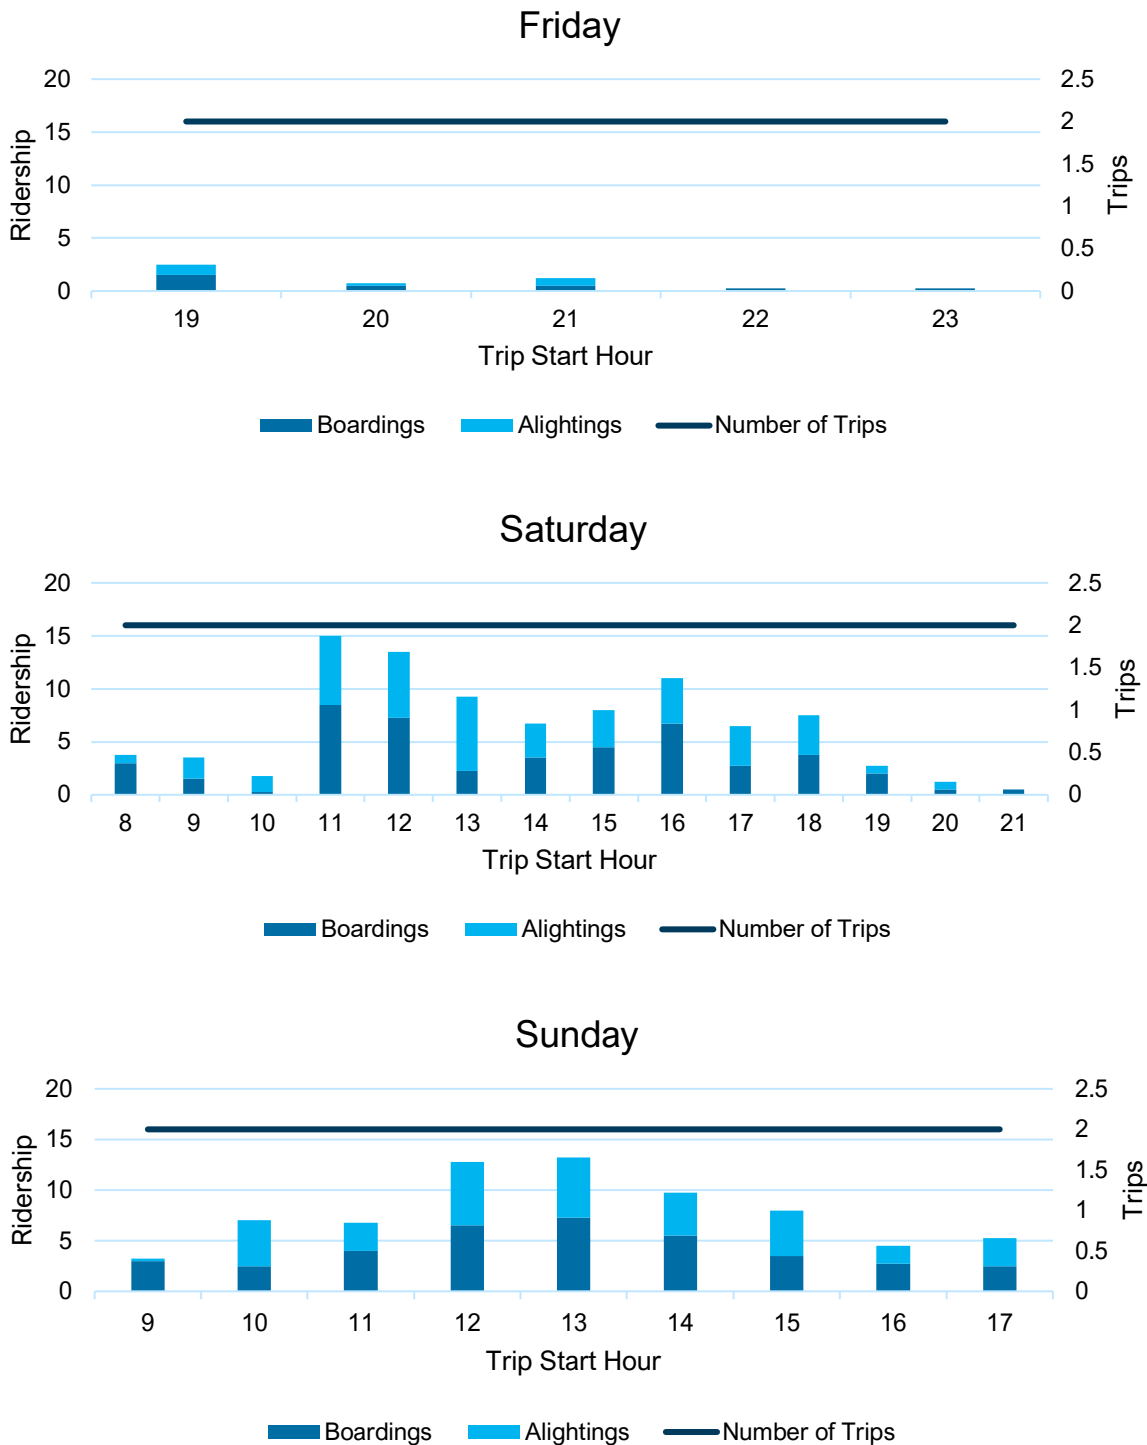 Friday
20 2.5
15 2
10 1.5
5 1
0 0.5
0
Ridership
Trips
19 20 21 22 23
Trip Start Hour
Boardings Alightings Number of Trips
Saturday
20 2.5
15 2
10 1.5
5 1
0 0.5
0
Ridership
Trips
8 9 10 11 12 13 14 15 16 17 18 19 20 21
Trip Start Hour
Boardings Alightings Number of Trips
Sunday
20 2.5
15 2
10 1.5
5 1
0 0.5
0
Ridership
Trips
9 10 11 12 13 14 15 16 17
Trip Start Hour
Boardings Alightings Number of Trips